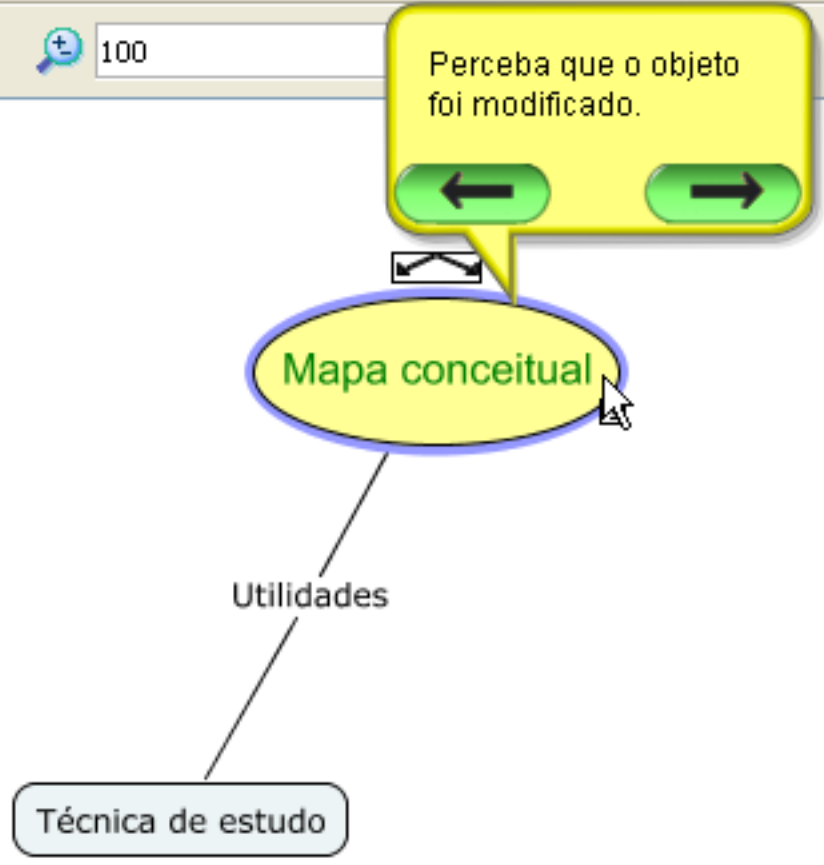 100
Perceba que o objeto
foi modificado.
Mapa conceitual
Utilidades
Técnica de estudo